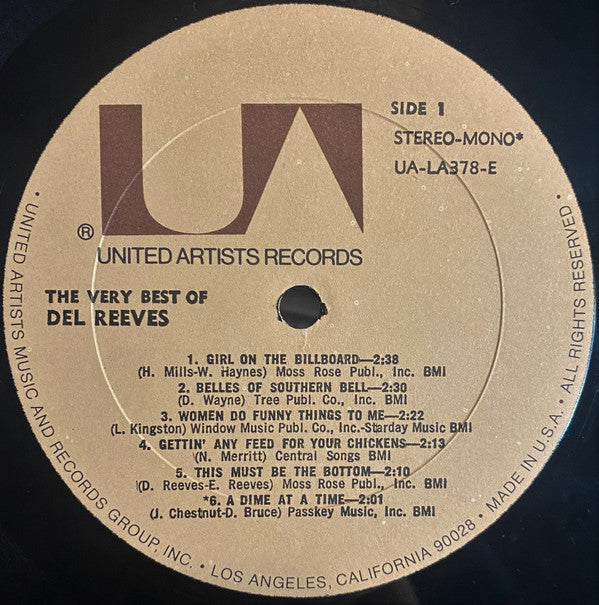 UA
®
UNITED ARTISTS RECORDS
SIDE 1
STEREO-MONO*
UA-LA378-E
THE VERY BEST OF
DEL REEVES
1. GIRL ON THE BILLBOARD—2:38
(H. Mills-W. Haynes) Moss Rose Publ., Inc. BMI
2. BELLES OF SOUTHERN BELL—2:30
(D. Wayne) Tree Publ. Co., Inc. BMI
3. WOMEN DO FUNNY THINGS TO ME—2:22
(L. Kingston) Window Music Publ. Co., Inc.-Starday Music BMI
4. GETTIN' ANY FEED FOR YOUR CHICKENS—2:13
(N. Merritt) Central Songs BMI
5. THIS MUST BE THE BOTTOM—2:10
(D. Reeves-E. Reeves) Moss Rose Publ., Inc. BMI
*6. A DIME AT A TIME—2:01
(J. Chestnut-D. Bruce) Passkey Music, Inc. BMI
• UNITED ARTISTS MUSIC AND RECORDS GROUP, INC. • LOS ANGELES, CALIFORNIA 90028 • MADE IN U.S.A. • ALL RIGHTS RESERVED •